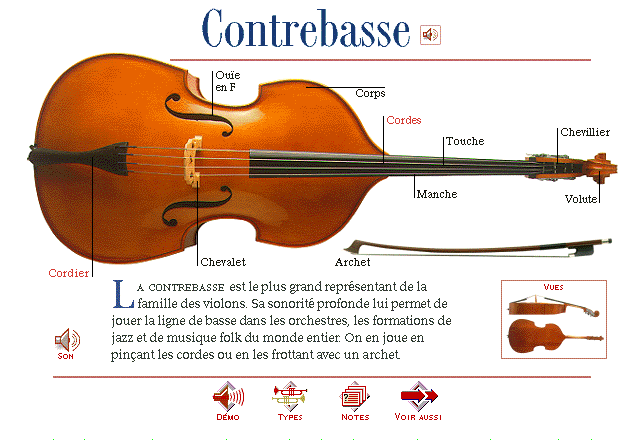 Contrebasse
Ouïe
en F
Corps
Cordes
Touche
Chevillier
Manche
Volute
Cordier
Chevalet
Archet
LA CONTREBASSE est le plus grand représentant de la
famille des violons. Sa sonorité profonde lui permet de
jouer la ligne de basse dans les orchestres, les formations de
jazz et de musique folk du monde entier. On en joue en
pinçant les cordes ou en les frottant avec un archet.
VUES
SON
DÉMO
TYPES
NOTES
VOIR AUSSI